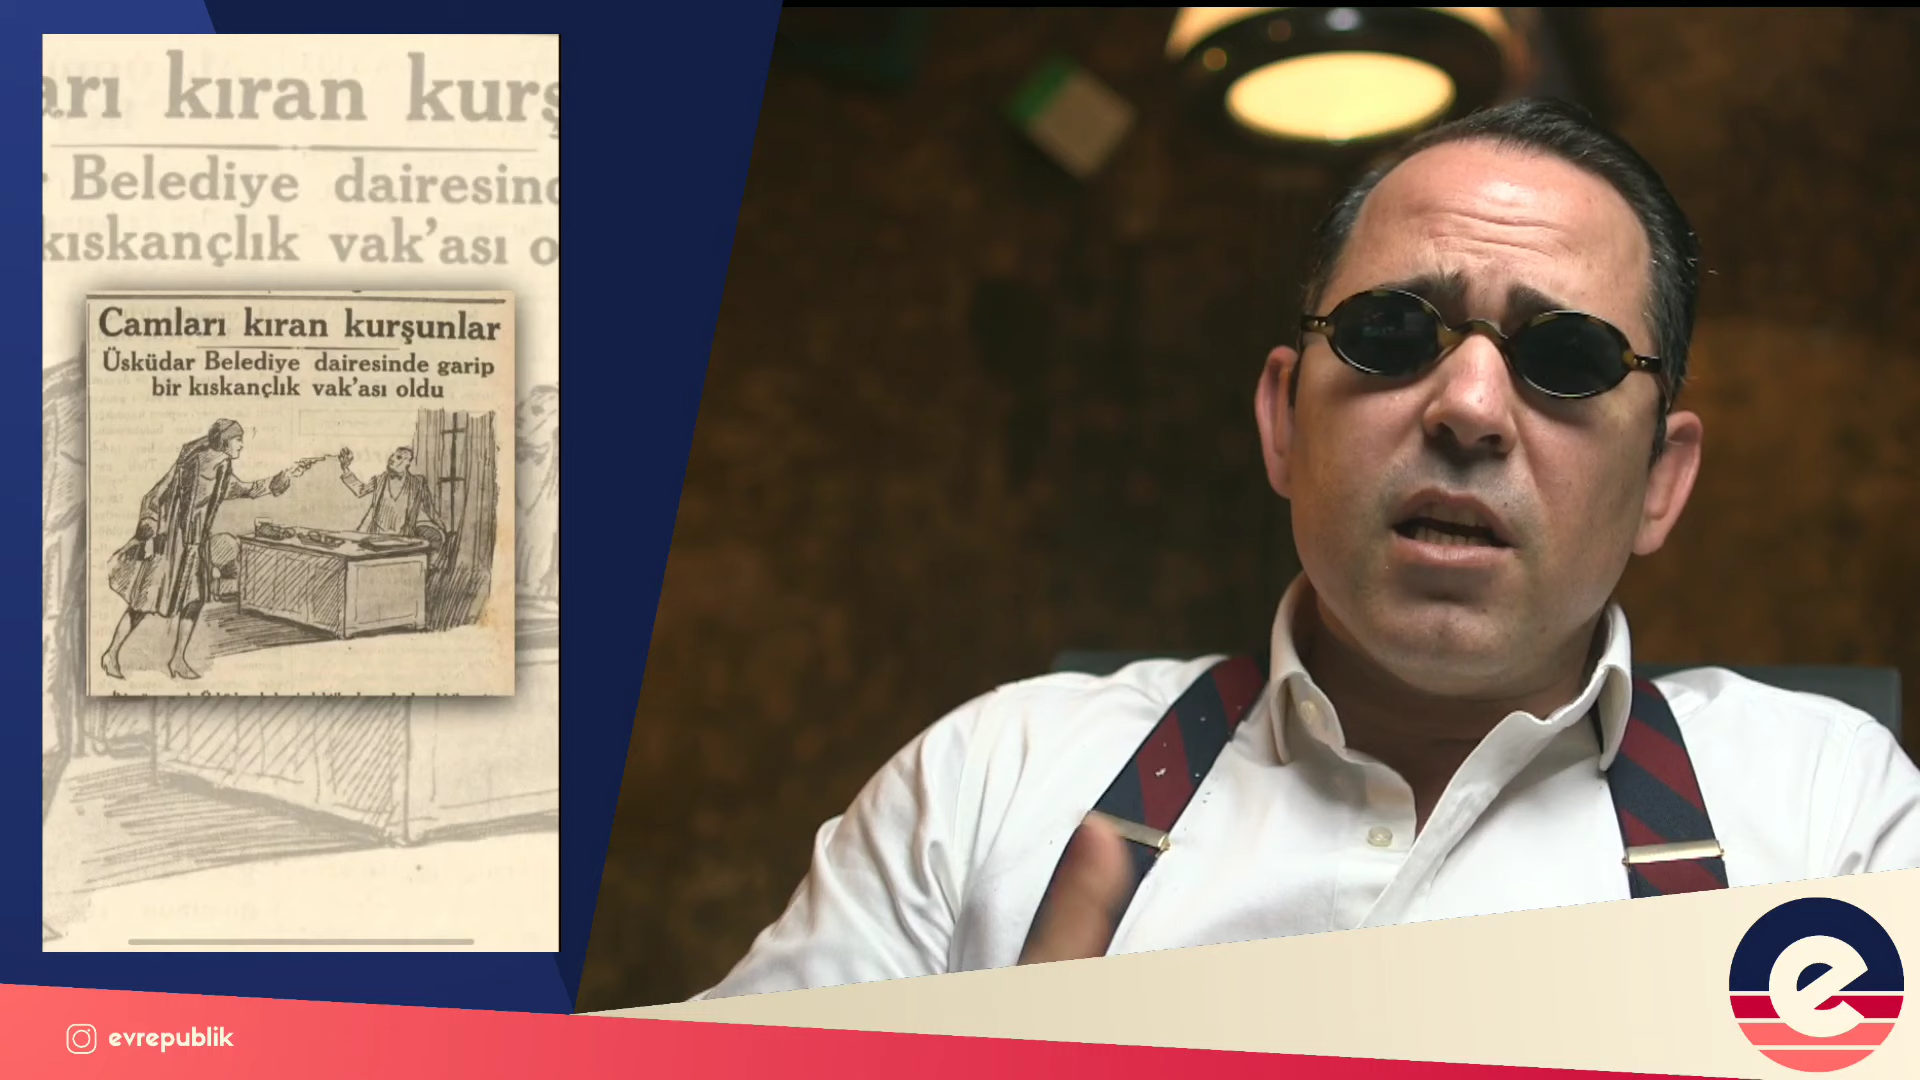 arı kıran kurş
Belediye dairesind
kıskançlık vak'ası o
Camları kıran kurşunlar
Üsküdar Belediye dairesinde garip
bir kıskançlık vak'ası oldu
evrepublik
e